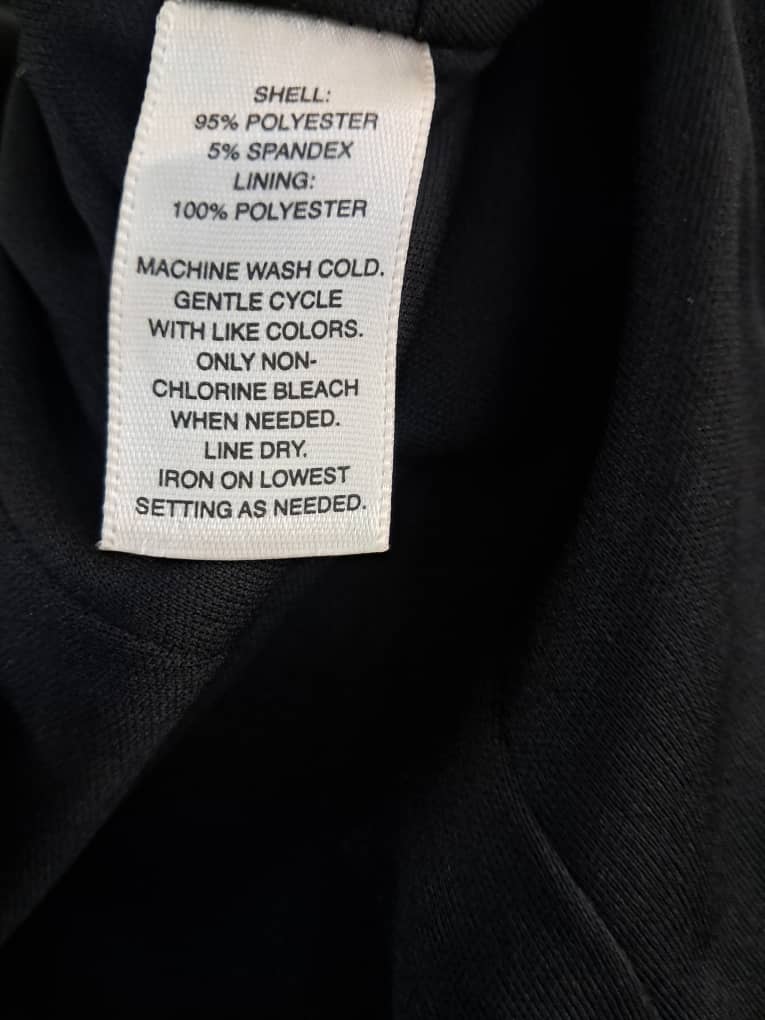 SHELL:
95% POLYESTER
5% SPANDEX
LINING:
100% POLYESTER
MACHINE WASH COLD.
GENTLE CYCLE
WITH LIKE COLORS.
ONLY NON-
CHLORINE BLEACH
WHEN NEEDED.
LINE DRY.
IRON ON LOWEST
SETTING AS NEEDED.